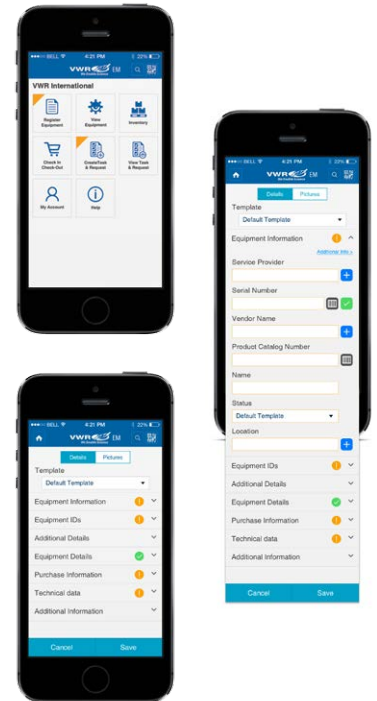 BELL 4:21 PM 22%
VWR EM
VWR International
Register
Equipment
View
Equipment
Inventory
Check In
Check Out
CreateTask
& Request
View Task
& Request
My Account
Help
BELL 4:21 PM 22%
VWR EM
Details Pictures
Template
Default Template
Equipment Information
Equipment IDs
Additional Details
Equipment Details
Purchase Information
Technical data
Additional Information
Cancel Save
BELL 4:21 PM 22%
VWR EM
Details Pictures
Template
Default Template
Equipment Information
Additional Info >
Service Provider
Serial Number
Vendor Name
Product Catalog Number
Name
Status
Default Template
Location
Equipment IDs
Additional Details
Equipment Details
Purchase Information
Technical data
Additional Information
Cancel Save